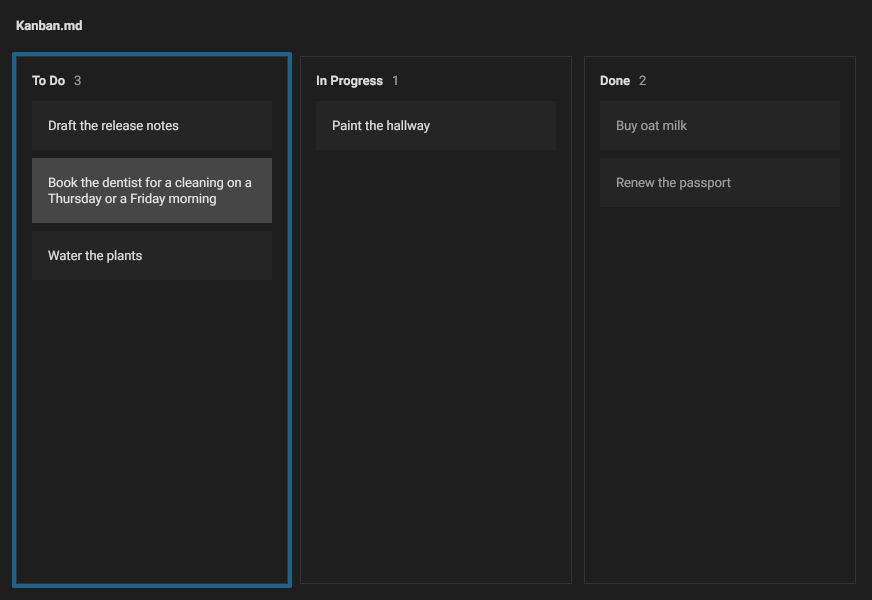 Kanban.md
To Do 3
Draft the release notes
Book the dentist for a cleaning on a
Thursday or a Friday morning
Water the plants
In Progress 1
Paint the hallway
Done 2
Buy oat milk
Renew the passport